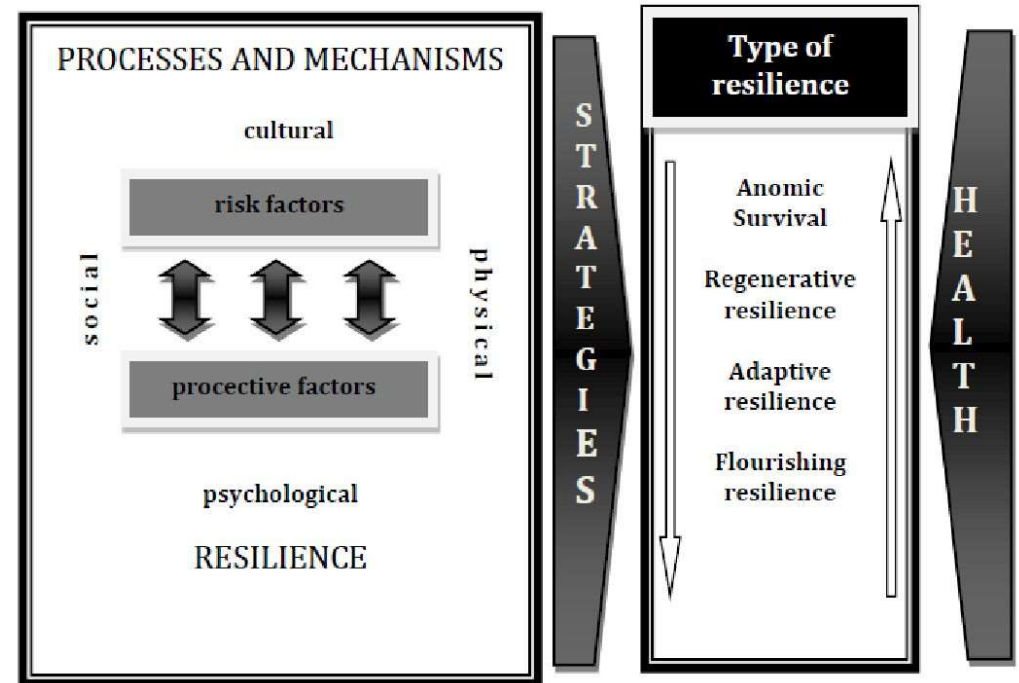 PROCESSES AND MECHANISMS
cultural
risk factors
social
physical
procective factors
psychological
RESILIENCE
STRATEGIES
Type of
resilience
Anomic
Survival
Regenerative
resilience
Adaptive
resilience
Flourishing
resilience
HEALTH